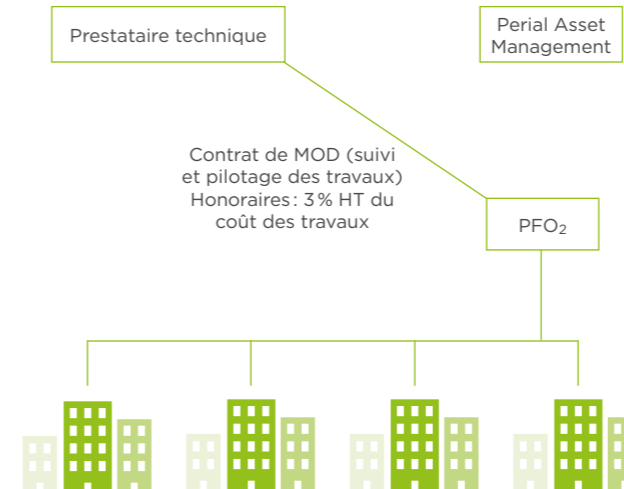 Prestataire technique
Perial Asset
Management
Contrat de MOD (suivi
et pilotage des travaux)
Honoraires : 3 % HT du
coût des travaux
PFO₂